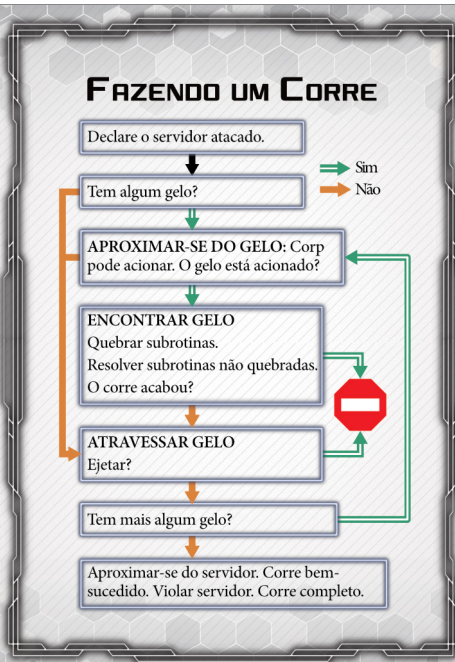 Fazendo um Corre
Declare o servidor atacado.
Sim
Tem algum gelo?
Não
APROXIMAR-SE DO GELO: Corp
pode acionar. O gelo está acionado?
ENCONTRAR GELO
Quebrar subrotinas.
Resolver subrotinas não quebradas.
O corre acabou?
ATRAVESSAR GELO
Ejetar?
Tem mais algum gelo?
Aproximar-se do servidor. Corre bem-
sucedido. Violar servidor. Corre completo.